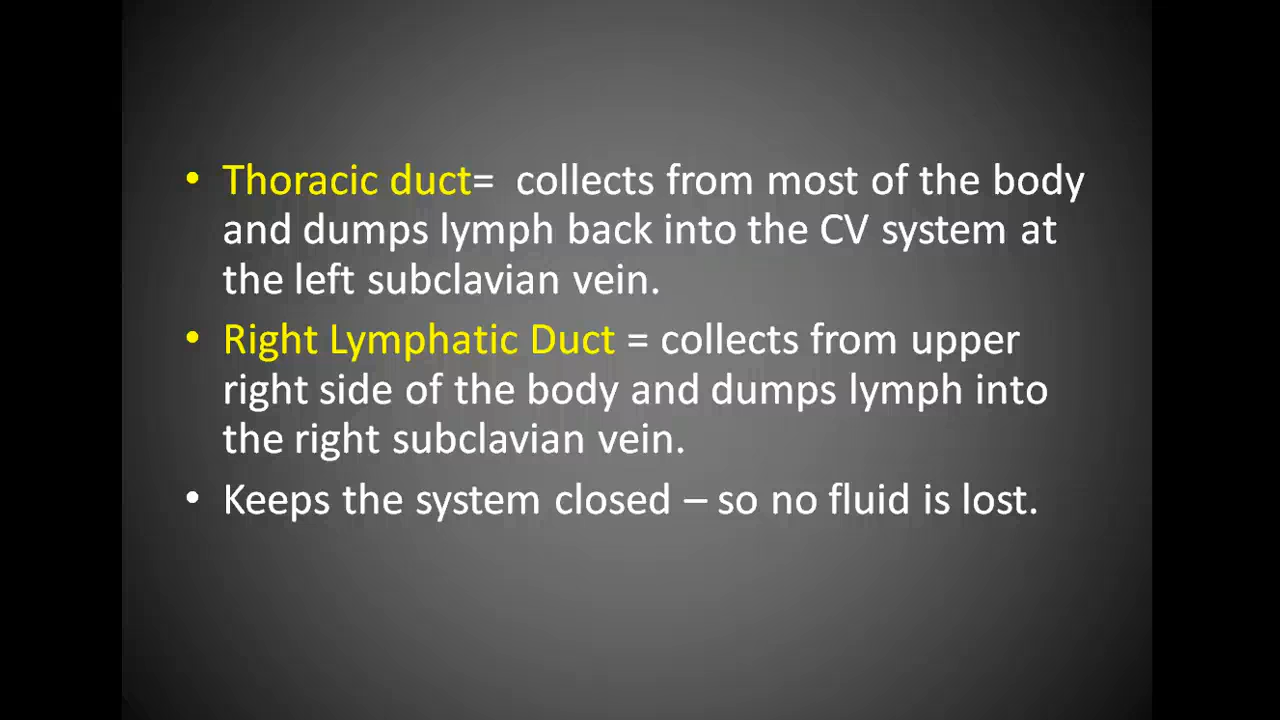 • Thoracic duct=  collects from most of the body
and dumps lymph back into the CV system at
the left subclavian vein.
• Right Lymphatic Duct = collects from upper
right side of the body and dumps lymph into
the right subclavian vein.
• Keeps the system closed – so no fluid is lost.